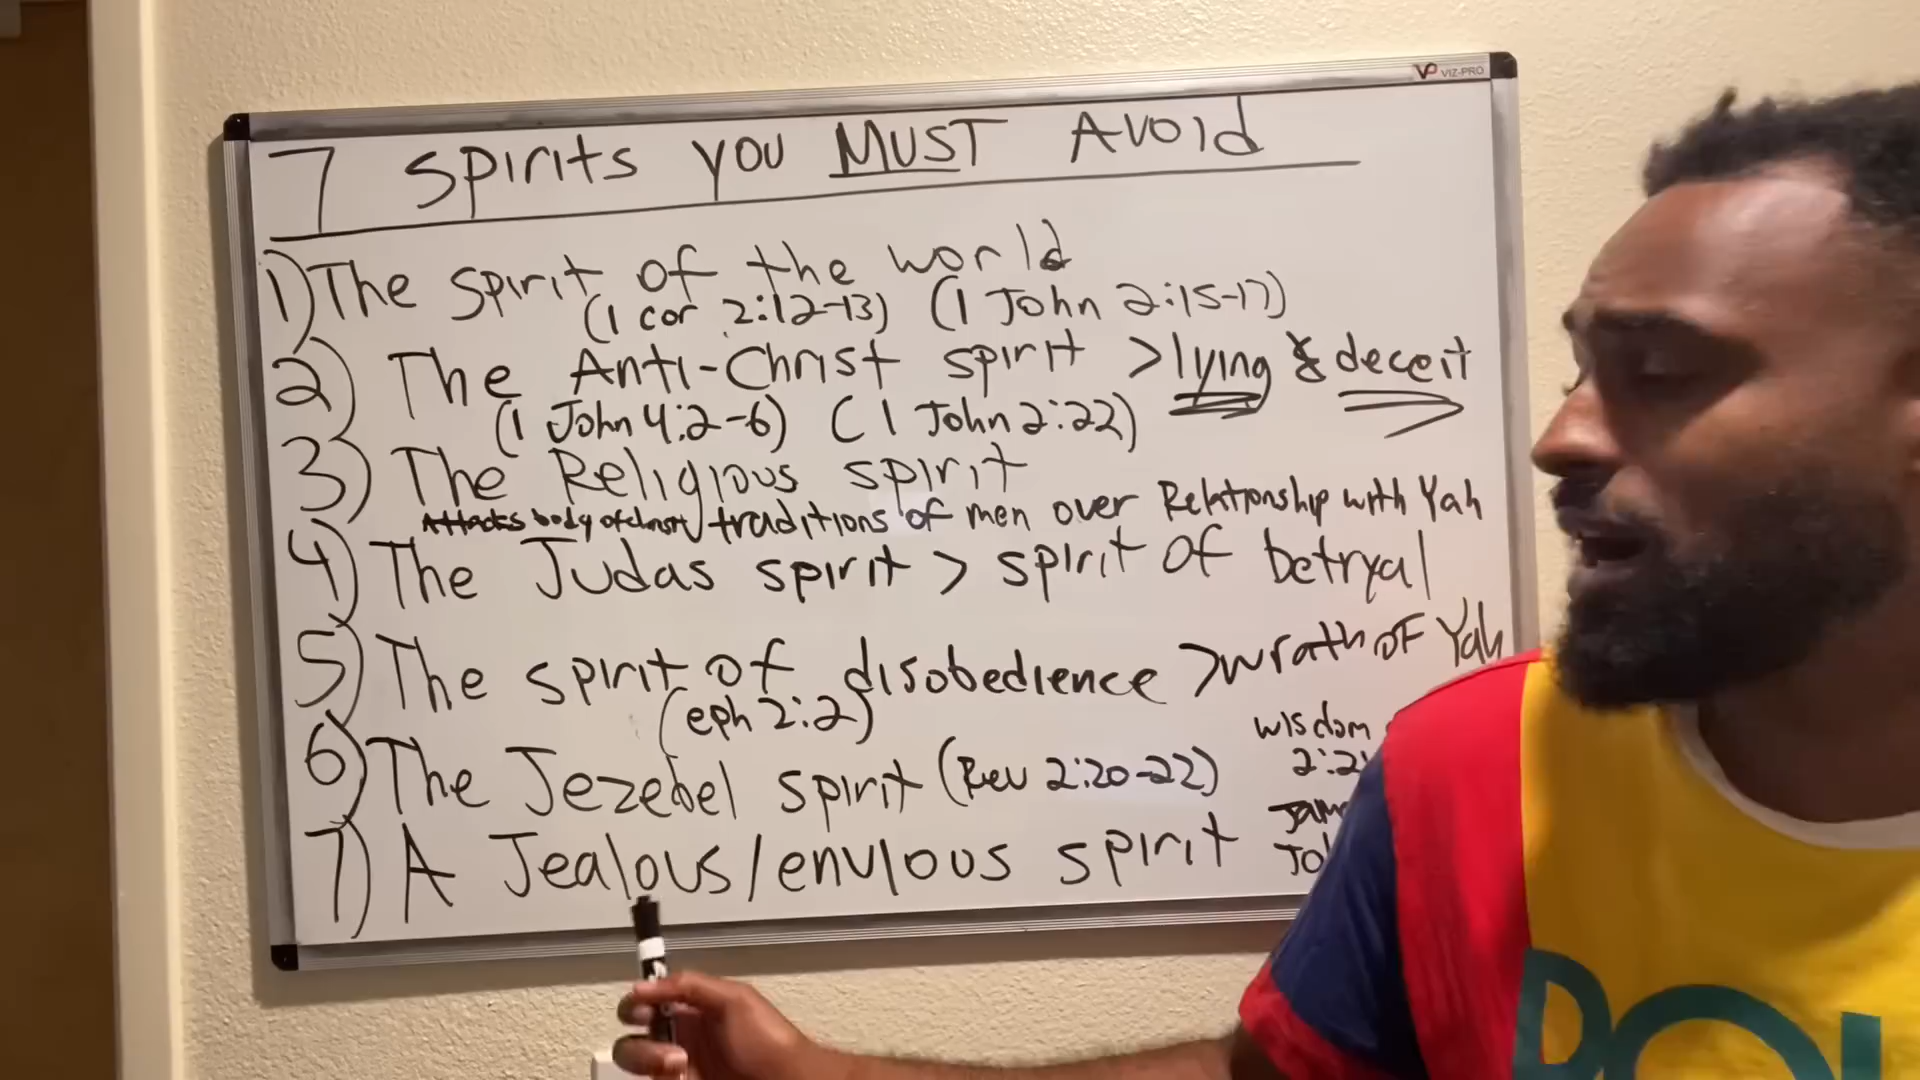 VP VIZ-PRO
7 Spirits you MUST Avoid
1) The spirit of the world
(1 cor 2:12-13) (1 John 2:15-17)
2) The Anti-Christ spirit >lying & deceit
(1 John 4:2-6) (1 John 2:22)
3) The Religious spirit
Attacks body of christ/traditions of men over Relationship with Yah
4) The Judas spirit > spirit of betryal
5) The spirit of disobedience >wrath of Yah
(eph 2:2)
6) The Jezebel spirit (Rev 2:20-22)
wisdom
7) A Jealous/envious spirit